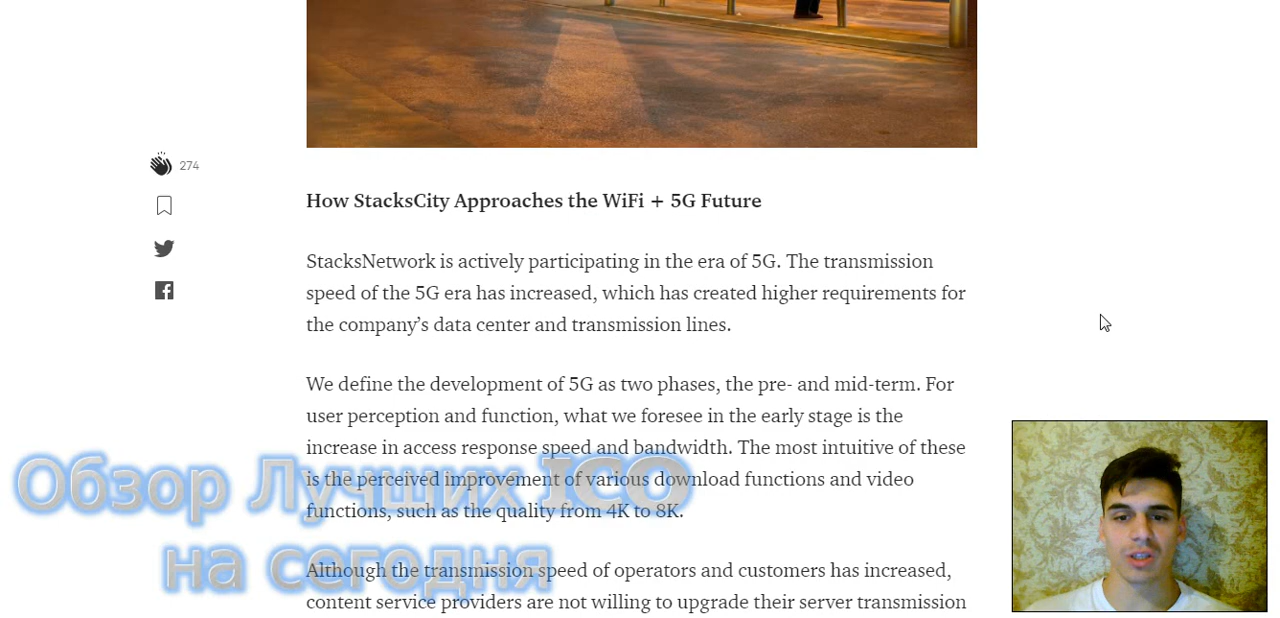 274
How StacksCity Approaches the WiFi + 5G Future
StacksNetwork is actively participating in the era of 5G. The transmission
speed of the 5G era has increased, which has created higher requirements for
the company’s data center and transmission lines.
We define the development of 5G as two phases, the pre- and mid-term. For
user perception and function, what we foresee in the early stage is the
increase in access response speed and bandwidth. The most intuitive of these
is the perceived improvement of various download functions and video
functions, such as the quality from 4K to 8K.
Обзор Лучших ICO
на сегодня
Although the transmission speed of operators and customers has increased,
content service providers are not willing to upgrade their server transmission